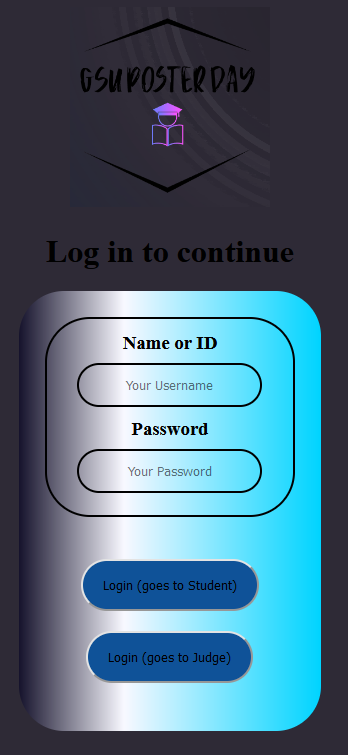 GSU POSTER DAY
Log in to continue
Name or ID
Your Username
Password
Your Password
Login (goes to Student)
Login (goes to Judge)